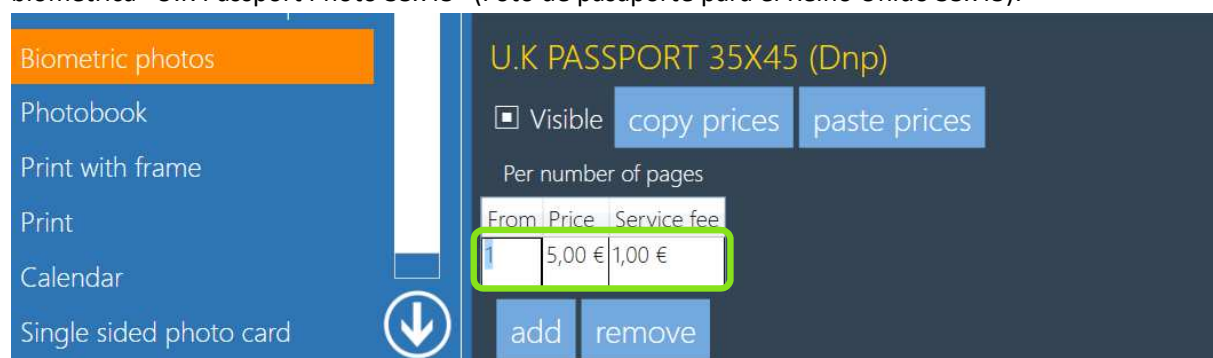 Biometric photos
Photobook
Print with frame
Print
Calendar
Single sided photo card
U.K PASSPORT 35X45 (Dnp)
Visible copy prices paste prices
Per number of pages
From Price Service fee
1 5,00 € 1,00 €
add remove